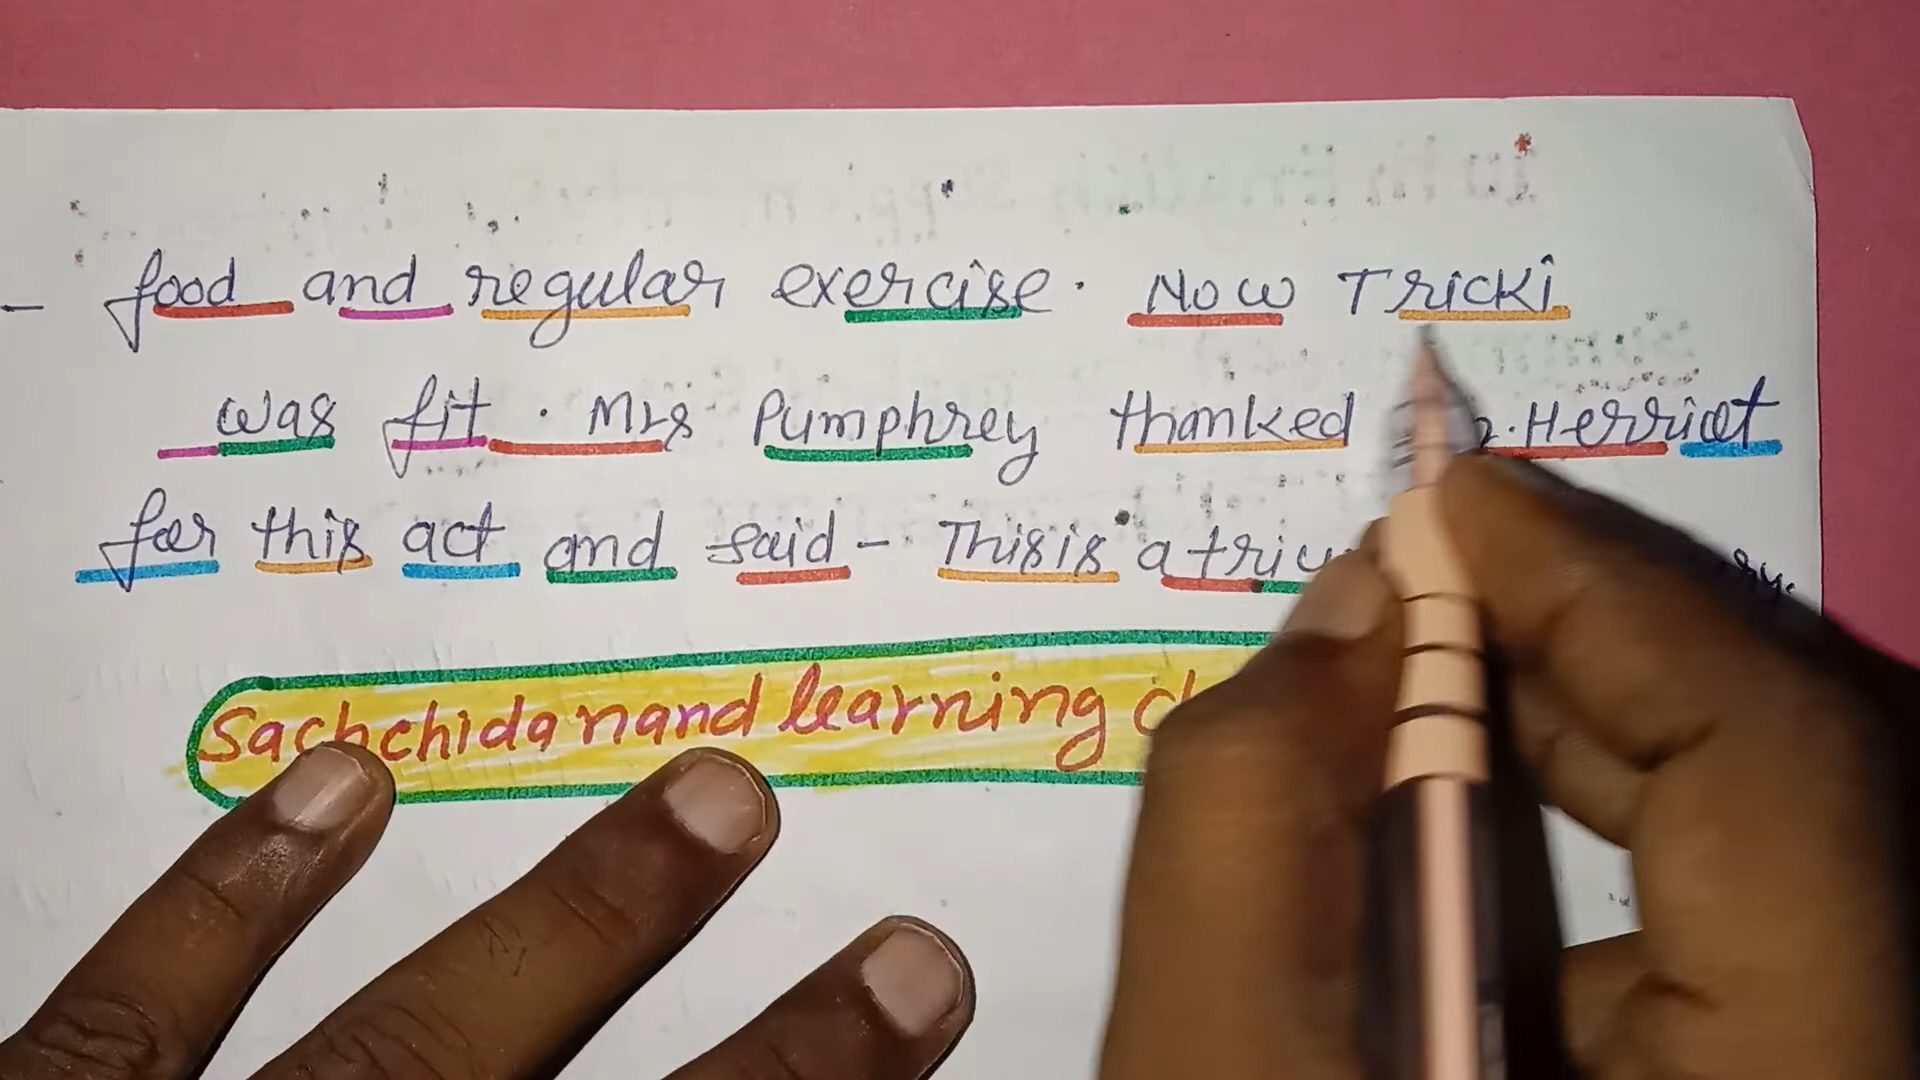 - food and regular exercise. Now Tricki
was fit. Mrs Pumphrey thanked Herriot
for this act and said - This is a
Sachchidanand learning